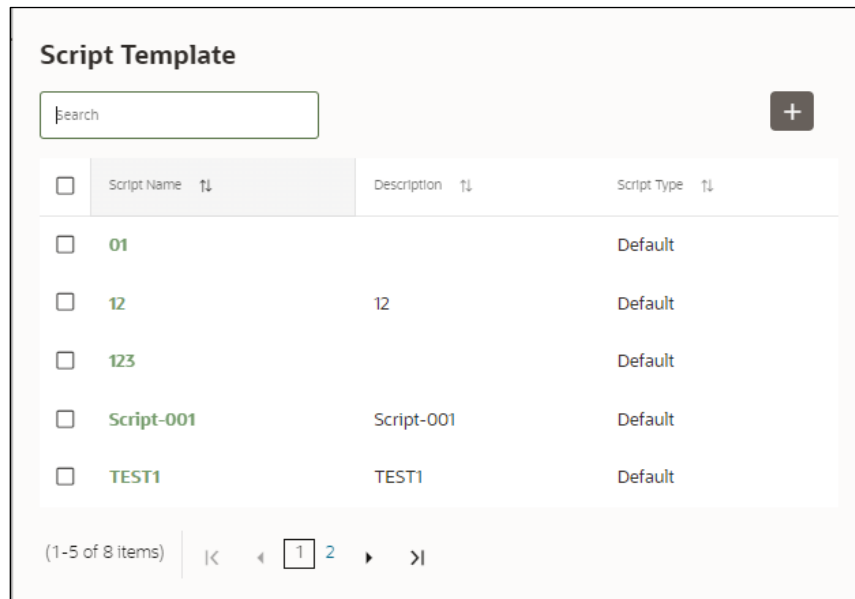 Script Template
Search
+
Script Name Description Script Type
01 Default
12 12 Default
123 Default
Script-001 Script-001 Default
TEST1 TEST1 Default
(1-5 of 8 items) 1 2